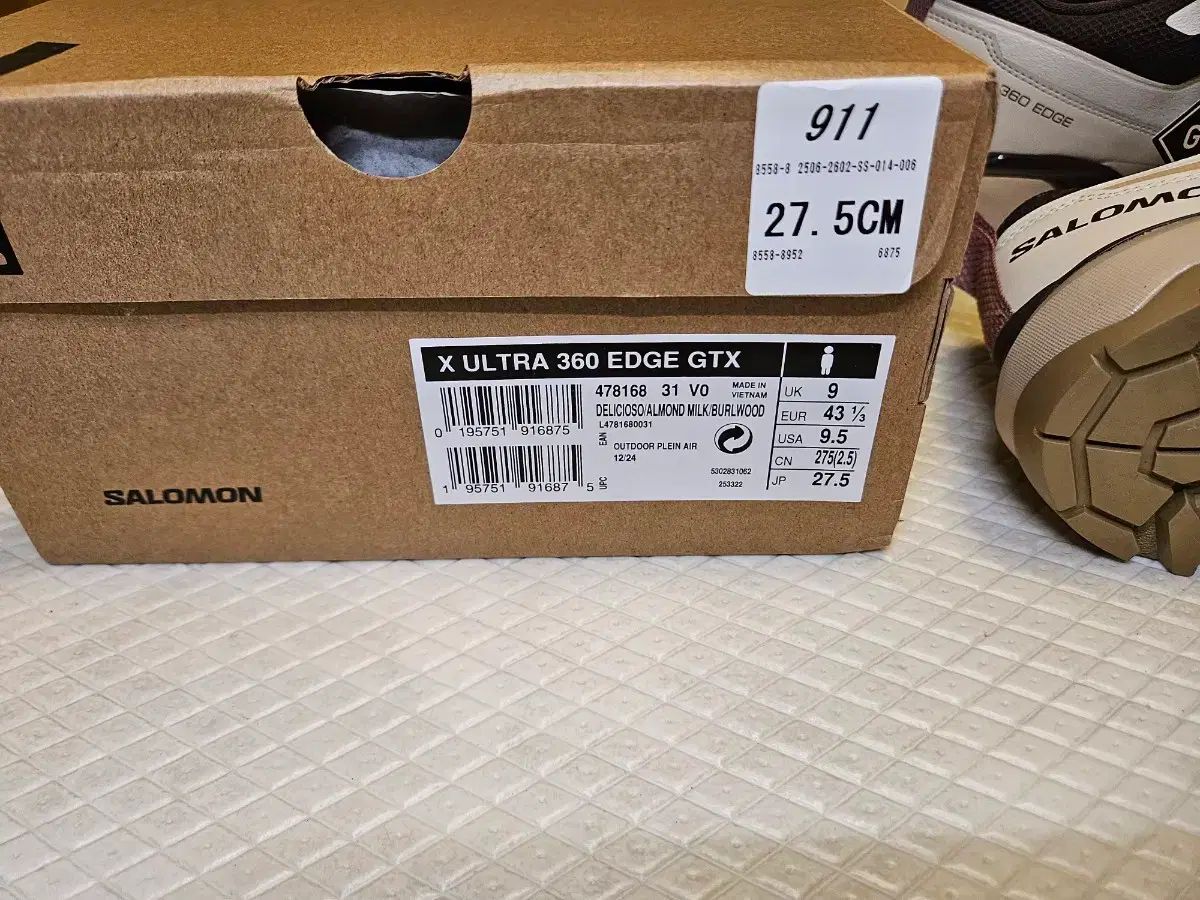 911
8558-8 2506-2602-SS-014-006
27.5CM
8558-8952 6875
X ULTRA 360 EDGE GTX
478168 31 V0
MADE IN
VIETNAM
DELICIOSO/ALMOND MILK/BURLWOOD
L4781680031
0 195751 916875
EAN
OUTDOOR PLEIN AIR
12/24
1 95751 91687 5
UPC
5302831062
253322
UK 9
EUR 43 ⅓
USA 9.5
CN 275(2.5)
JP 27.5
SALOMON
360 EDGE
G
SALOMO